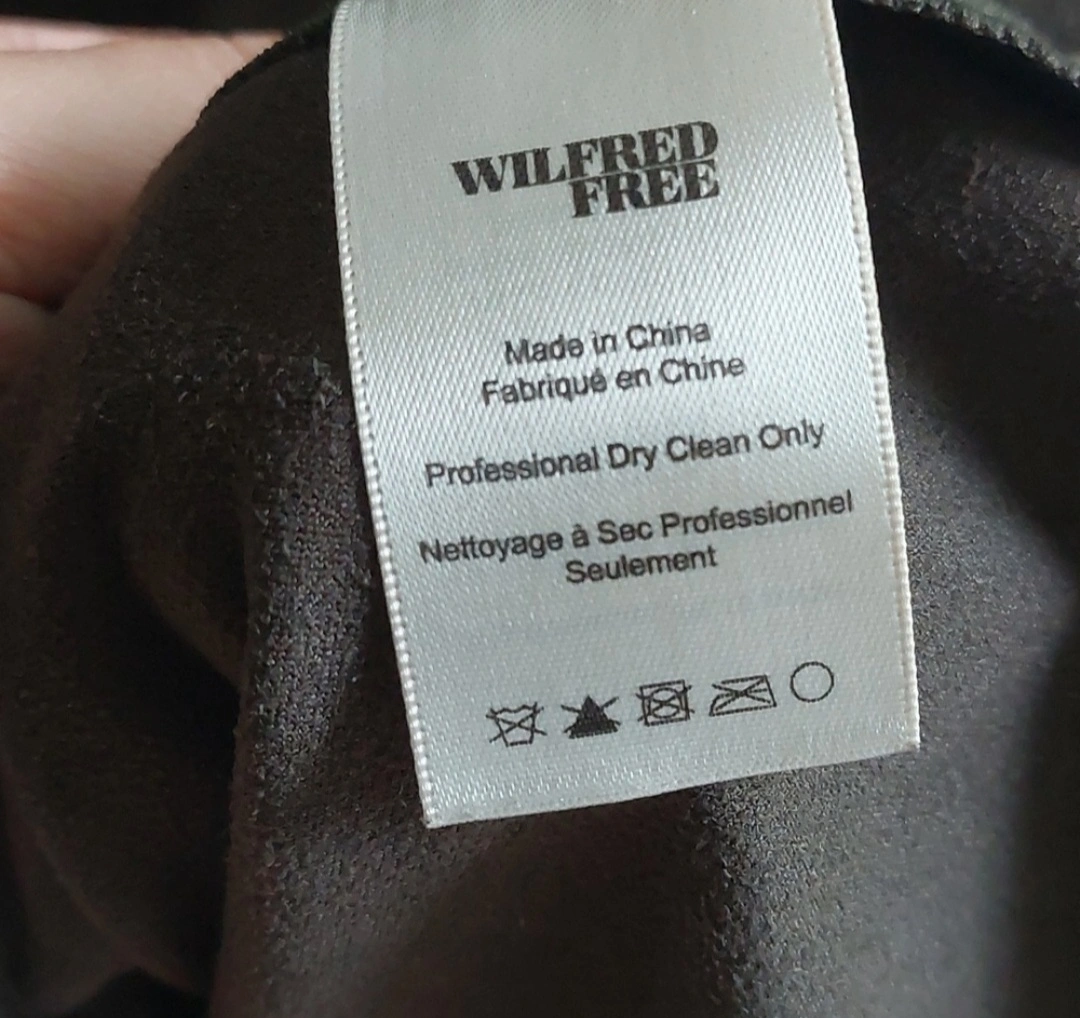 WILFRED
FREE
Made in China
Fabriqué en Chine
Professional Dry Clean Only
Nettoyage à Sec Professionnel
Seulement